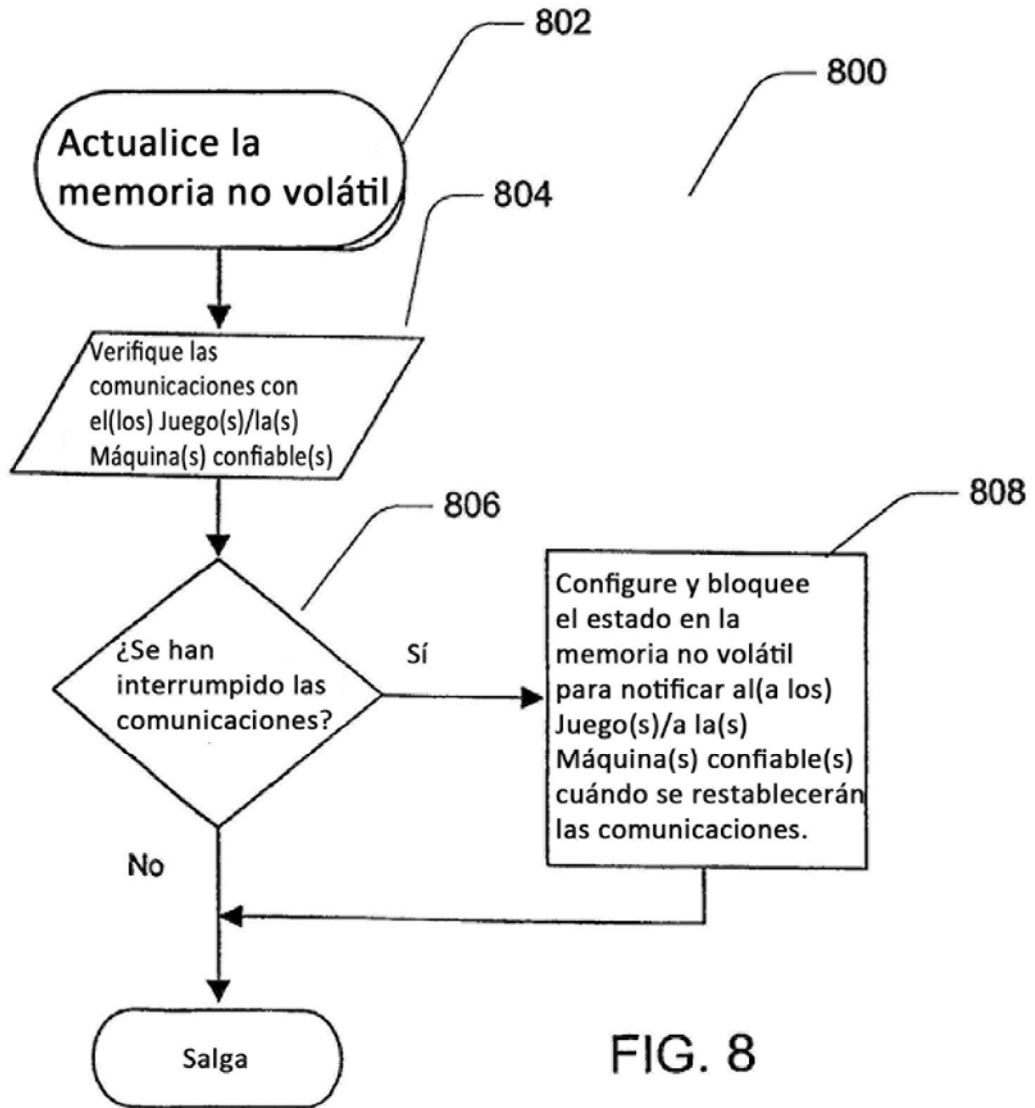 802
800
Actualice la
memoria no volátil
804
Verifique las
comunicaciones con
el(los) Juego(s)/la(s)
Máquina(s) confiable(s)
806
808
¿Se han
interrumpido las
comunicaciones?
Sí
Configure y bloquee
el estado en la
memoria no volátil
para notificar al(a los)
Juego(s)/a la(s)
Máquina(s) confiable(s)
cuándo se restablecerán
las comunicaciones.
No
Salga
FIG. 8